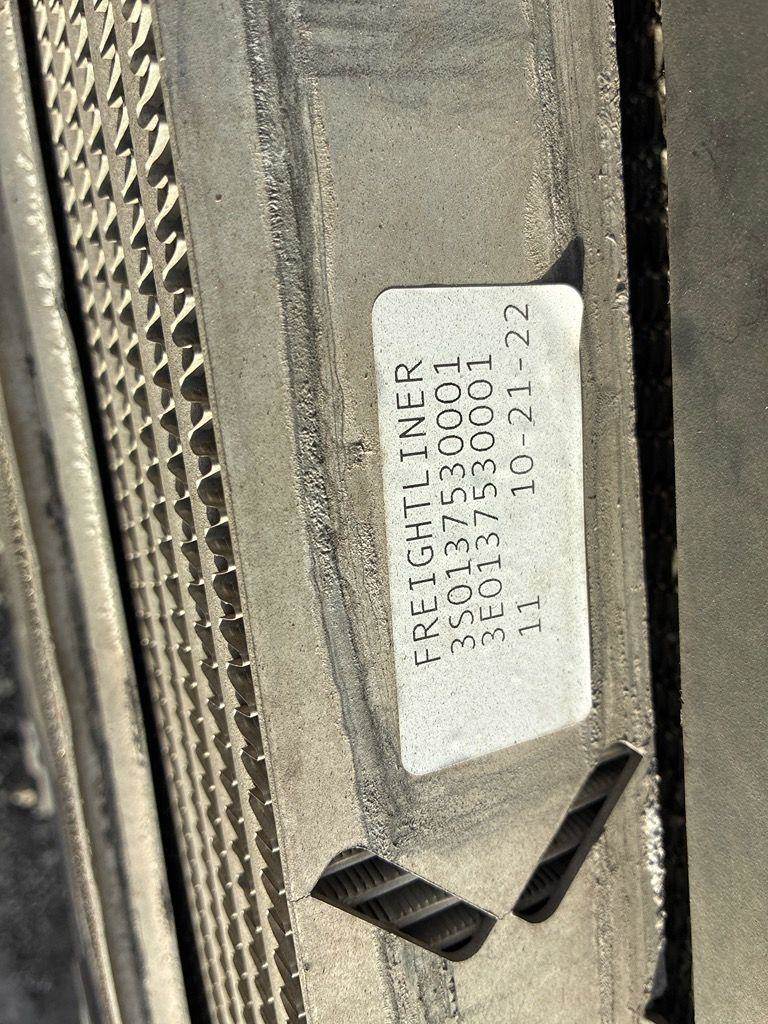 FREIGHTLINER
3S0137530001
3E0137530001
11 10-21-22